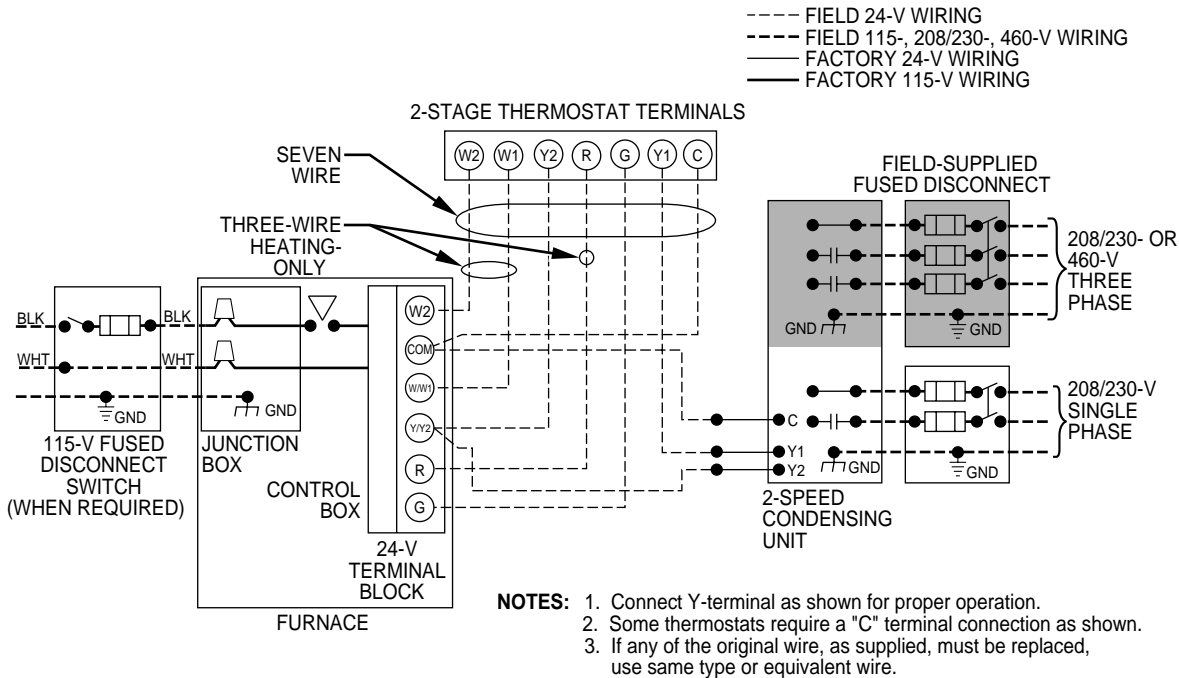 FIELD 24-V WIRING
FIELD 115-, 208/230-, 460-V WIRING
FACTORY 24-V WIRING
FACTORY 115-V WIRING
2-STAGE THERMOSTAT TERMINALS
W2 W1 Y2 R G Y1 C
SEVEN
WIRE
THREE-WIRE
HEATING-
ONLY
FIELD-SUPPLIED
FUSED DISCONNECT
208/230- OR
460-V
THREE
PHASE
GND
GND
BLK
BLK
WHT
WHT
GND
GND
115-V FUSED
DISCONNECT
SWITCH
(WHEN REQUIRED)
JUNCTION
BOX
CONTROL
BOX
W2
COM
W/W1
Y/Y2
R
G
24-V
TERMINAL
BLOCK
FURNACE
C
Y1
Y2
GND
GND
208/230-V
SINGLE
PHASE
2-SPEED
CONDENSING
UNIT
NOTES: 1. Connect Y-terminal as shown for proper operation.
2. Some thermostats require a "C" terminal connection as shown.
3. If any of the original wire, as supplied, must be replaced,
use same type or equivalent wire.